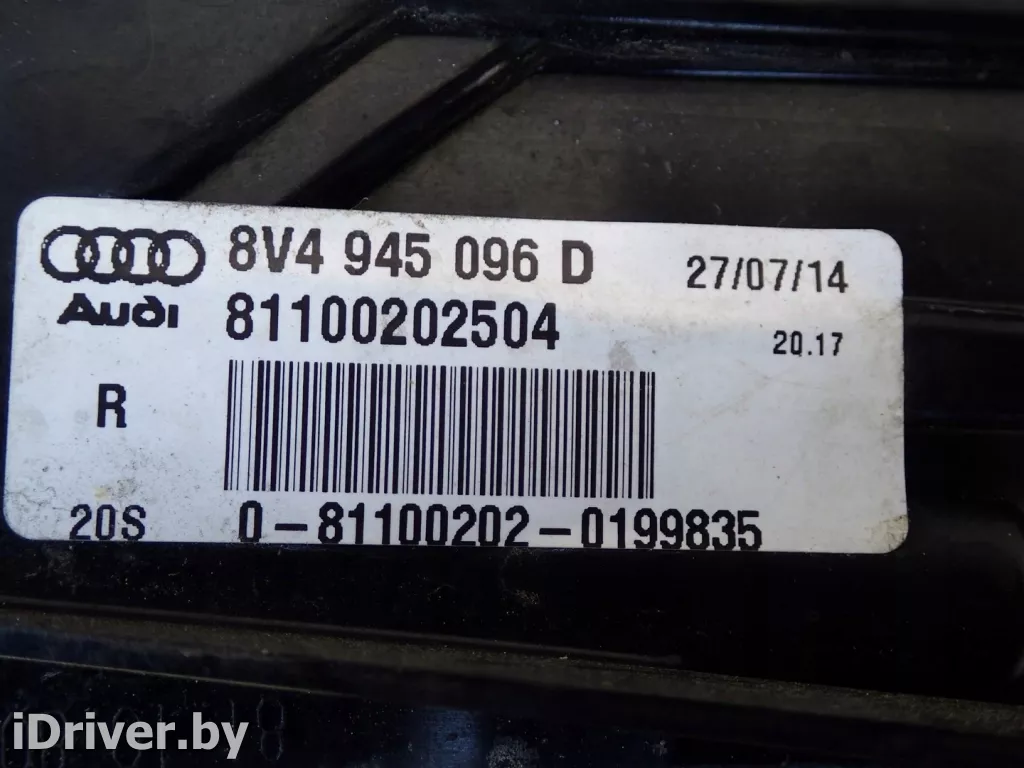 8V4 945 096 D
27/07/14
Audi
81100202504
20.17
R
20S
0-81100202-0199835
iDriver.by